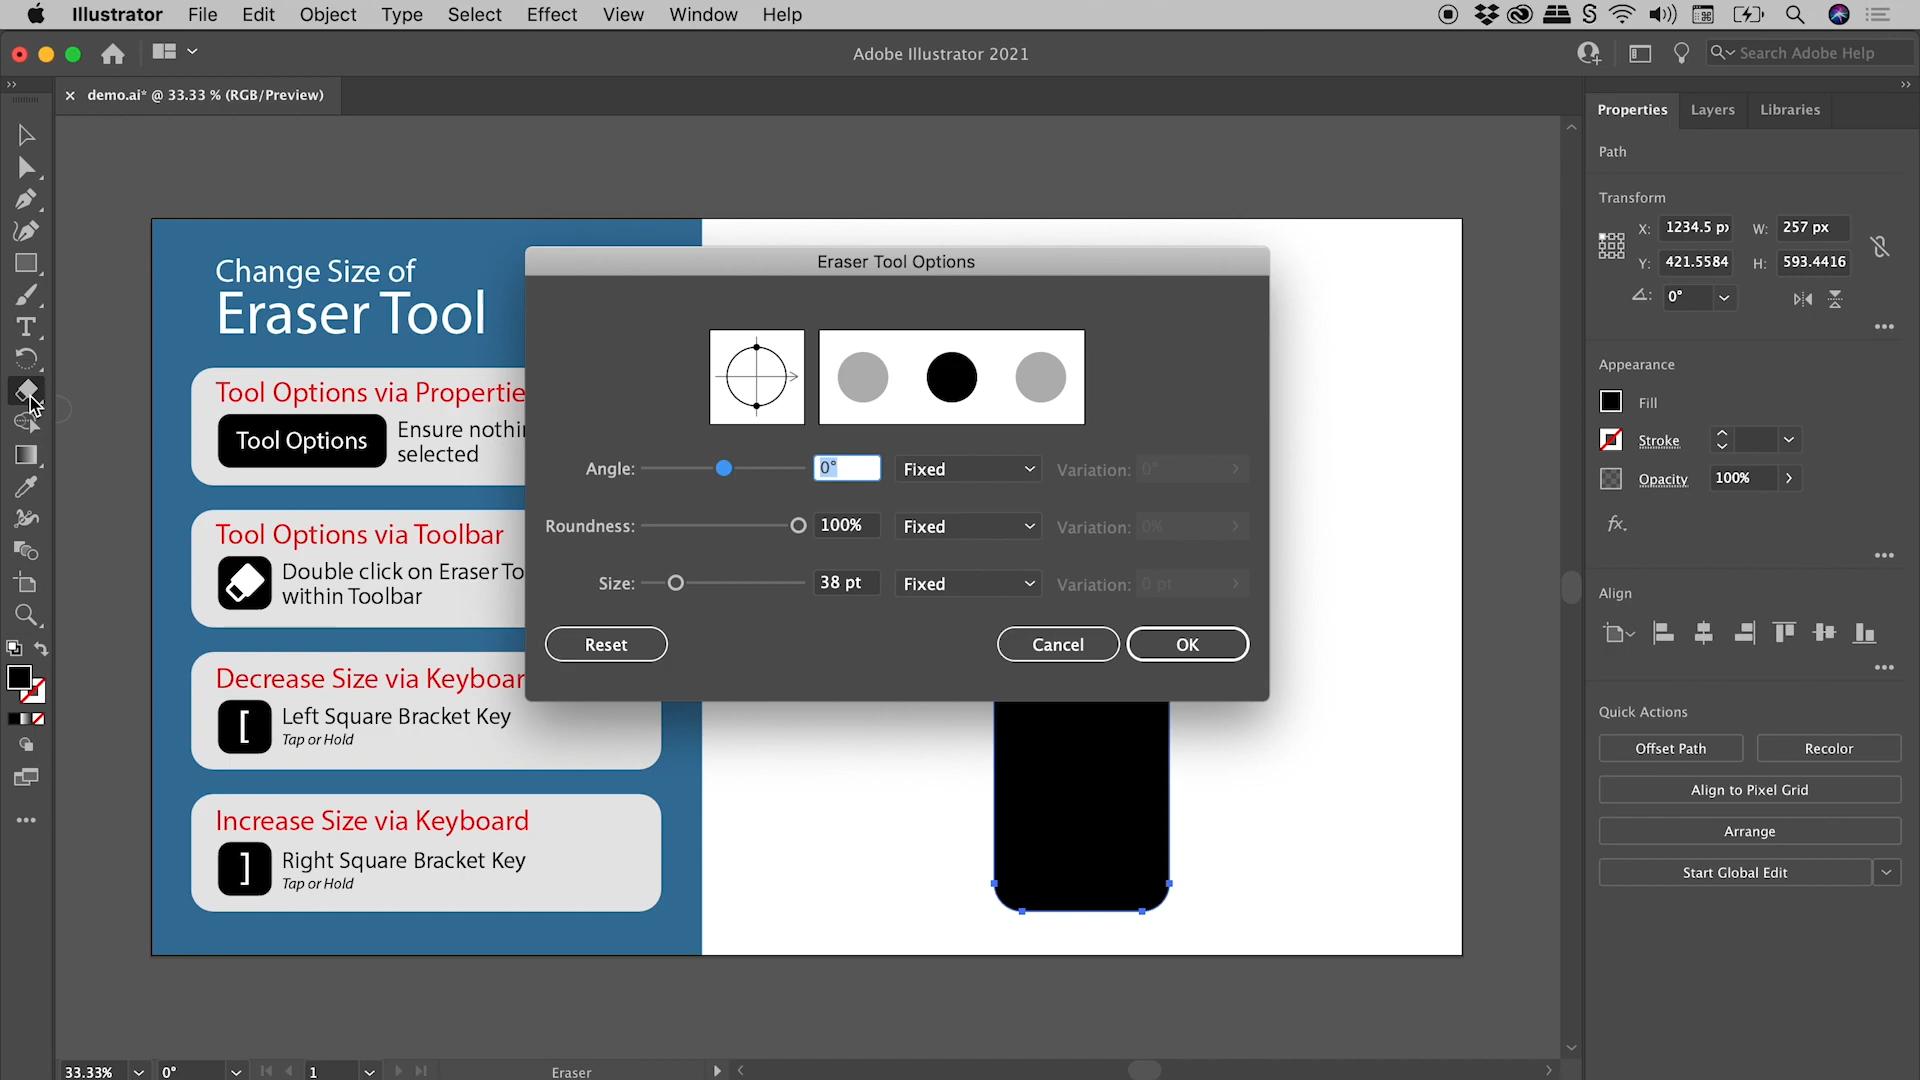 Illustrator File Edit Object Type Select Effect View Window Help
Adobe Illustrator 2021
Search Adobe Help
demo.ai* @ 33.33 % (RGB/Preview)
Properties Layers Libraries
Path
Transform
X: 1234.5 px W: 257 px
Y: 421.5584 H: 593.4416
0°
Appearance
Fill
Stroke
Opacity 100%
fx.
Align
Quick Actions
Offset Path Recolor
Align to Pixel Grid
Arrange
Start Global Edit
Change Size of
Eraser Tool
Tool Options via Propertie
Tool Options
Ensure nothin
selected
Tool Options via Toolbar
Double click on Eraser To
within Toolbar
Decrease Size via Keyboar
[ Left Square Bracket Key
Tap or Hold
Increase Size via Keyboard
] Right Square Bracket Key
Tap or Hold
Eraser Tool Options
Angle: 0° Fixed Variation: 0°
Roundness: 100% Fixed Variation: 0%
Size: 38 pt Fixed Variation: 0 pt
Reset Cancel OK
33.33% 0° 1 Eraser